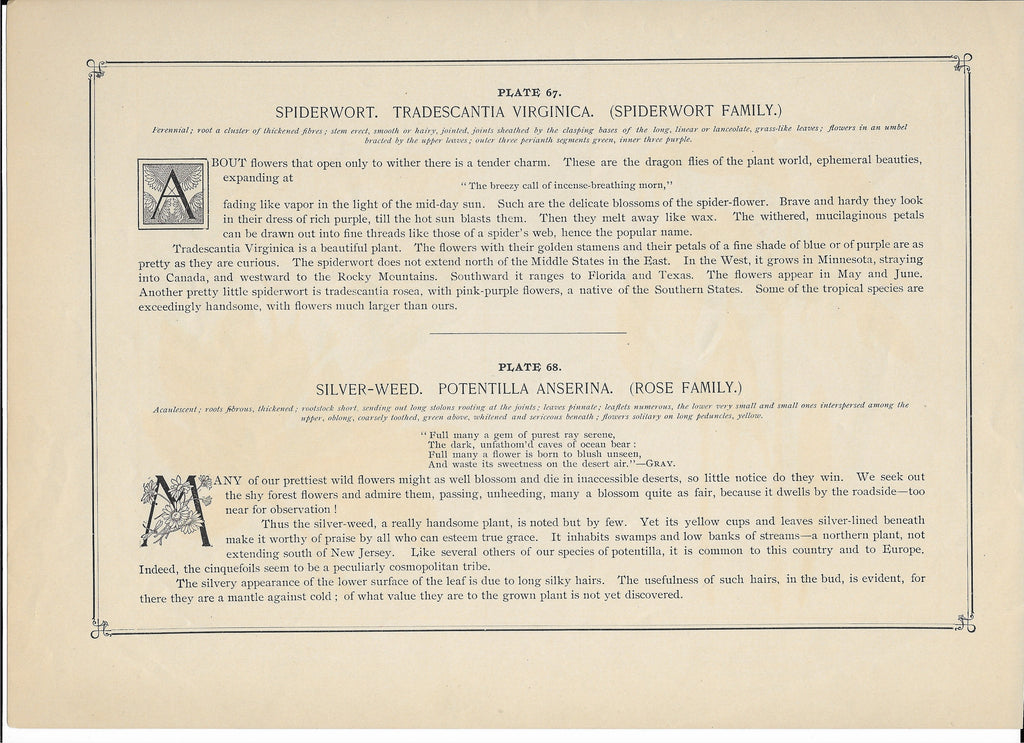 PLATE 67.
SPIDERWORT. TRADESCANTIA VIRGINICA. (SPIDERWORT FAMILY.)
Perennial; root a cluster of thickened fibres; stem erect, smooth or hairy, jointed, joints sheathed by the clasping bases of the long, linear or lanceolate, grass-like leaves; flowers in an umbel
bracted by the upper leaves; outer three perianth segments green, inner three purple.
ABOUT flowers that open only to wither there is a tender charm. These are the dragon flies of the plant world, ephemeral beauties,
expanding at
"The breezy call of incense-breathing morn,"
fading like vapor in the light of the mid-day sun. Such are the delicate blossoms of the spider-flower. Brave and hardy they look
in their dress of rich purple, till the hot sun blasts them. Then they melt away like wax. The withered, mucilaginous petals
can be drawn out into fine threads like those of a spider's web, hence the popular name.
Tradescantia Virginica is a beautiful plant. The flowers with their golden stamens and their petals of a fine shade of blue or of purple are as
pretty as they are curious. The spiderwort does not extend north of the Middle States in the East. In the West, it grows in Minnesota, straying
into Canada, and westward to the Rocky Mountains. Southward it ranges to Florida and Texas. The flowers appear in May and June.
Another pretty little spiderwort is tradescantia rosea, with pink-purple flowers, a native of the Southern States. Some of the tropical species are
exceedingly handsome, with flowers much larger than ours.
PLATE 68.
SILVER-WEED. POTENTILLA ANSERINA. (ROSE FAMILY.)
Acaulescent; roots fibrous, thickened; rootstock short, sending out long stolons rooting at the joints; leaves pinnate; leaflets numerous, the lower very small and small ones interspersed among the
upper, oblong, coarsely toothed, green above, whitened and sericeous beneath; flowers solitary on long peduncles, yellow.
"Full many a gem of purest ray serene,
The dark, unfathom'd caves of ocean bear:
Full many a flower is born to blush unseen,
And waste its sweetness on the desert air."—GRAY.
MANY of our prettiest wild flowers might as well blossom and die in inaccessible deserts, so little notice do they win. We seek out
the shy forest flowers and admire them, passing, unheeding, many a blossom quite as fair, because it dwells by the roadside—too
near for observation!
Thus the silver-weed, a really handsome plant, is noted but by few. Yet its yellow cups and leaves silver-lined beneath
make it worthy of praise by all who can esteem true grace. It inhabits swamps and low banks of streams—a northern plant, not
extending south of New Jersey. Like several others of our species of potentilla, it is common to this country and to Europe.
Indeed, the cinquefoils seem to be a peculiarly cosmopolitan tribe.
The silvery appearance of the lower surface of the leaf is due to long silky hairs. The usefulness of such hairs, in the bud, is evident, for
there they are a mantle against cold; of what value they are to the grown plant is not yet discovered.